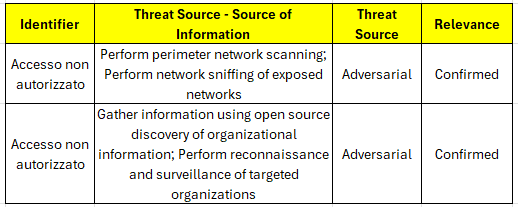 Identifier
Threat Source - Source of
Information
Threat
Source
Relevance
Accesso non
autorizzato
Perform perimeter network scanning;
Perform network sniffing of exposed
networks
Adversarial
Confirmed
Accesso non
autorizzato
Gather information using open source
discovery of organizational
information; Perform reconnaissance
and surveillance of targeted
organizations
Adversarial
Confirmed